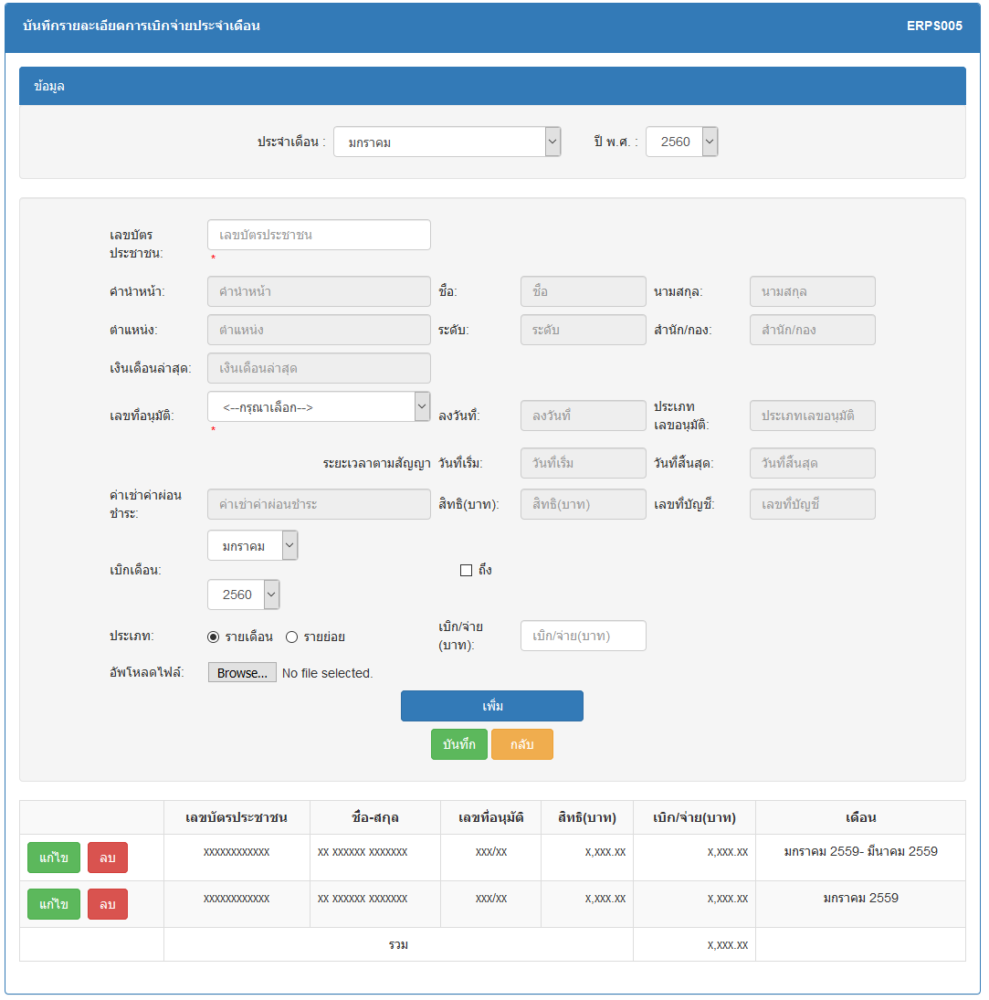 บันทึกรายละเอียดการเบิกจ่ายประจำเดือน ERPS005
ข้อมูล
ประจำเดือน : มกราคม ปี พ.ศ. : 2560
เลขบัตร
ประชาชน: เลขบัตรประชาชน
*
คำนำหน้า: คำนำหน้า ชื่อ: ชื่อ นามสกุล: นามสกุล
ตำแหน่ง: ตำแหน่ง ระดับ: ระดับ สำนัก/กอง: สำนัก/กอง
เงินเดือนล่าสุด: เงินเดือนล่าสุด
เลขที่อนุมัติ: <--กรุณาเลือก--> ลงวันที่: ลงวันที่ ประเภท
เลขอนุมัติ: ประเภทเลขอนุมัติ
*
ระยะเวลาตามสัญญา วันที่เริ่ม: วันที่เริ่ม วันที่สิ้นสุด: วันที่สิ้นสุด
ค่าเช่าค่าผ่อน
ชำระ: ค่าเช่าค่าผ่อนชำระ สิทธิ(บาท): สิทธิ(บาท) เลขที่บัญชี: เลขที่บัญชี
มกราคม
เบิกเดือน: ถึง
2560
ประเภท: รายเดือน รายย่อย เบิก/จ่าย
(บาท): เบิก/จ่าย(บาท)
อัพโหลดไฟล์: Browse... No file selected.
เพิ่ม
บันทึก กลับ
เลขบัตรประชาชน ชื่อ-สกุล เลขที่อนุมัติ สิทธิ(บาท) เบิก/จ่าย(บาท) เดือน
แก้ไข ลบ xxxxxxxxxxxx xx xxxxxx xxxxxxx xxx/xx x,xxx.xx x,xxx.xx มกราคม 2559- มีนาคม 2559
แก้ไข ลบ xxxxxxxxxxxx xx xxxxxx xxxxxxx xxx/xx x,xxx.xx x,xxx.xx มกราคม 2559
รวม x,xxx.xx